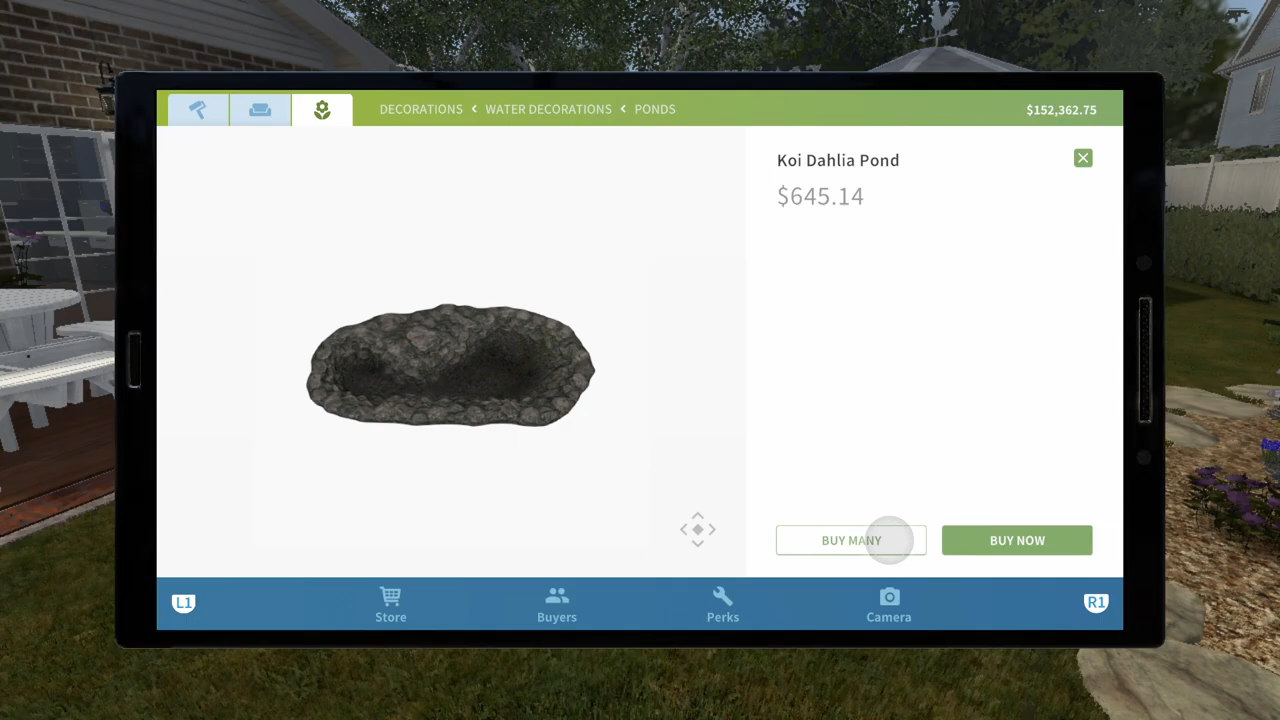 DECORATIONS < WATER DECORATIONS < PONDS
$152,362.75
Koi Dahlia Pond
$645.14
BUY MANY
BUY NOW
L1
Store
Buyers
Perks
Camera
R1